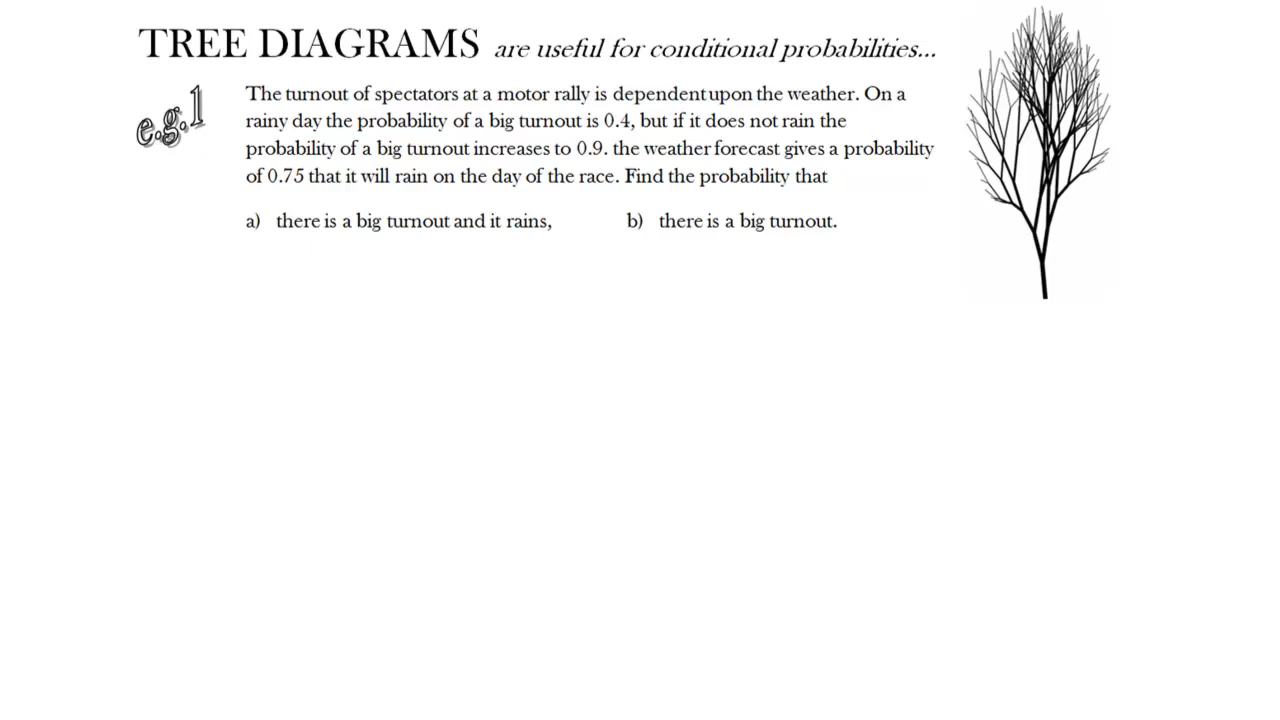 TREE DIAGRAMS are useful for conditional probabilities...
e.g.1
The turnout of spectators at a motor rally is dependent upon the weather. On a
rainy day the probability of a big turnout is 0.4, but if it does not rain the
probability of a big turnout increases to 0.9. the weather forecast gives a probability
of 0.75 that it will rain on the day of the race. Find the probability that
a) there is a big turnout and it rains, b) there is a big turnout.